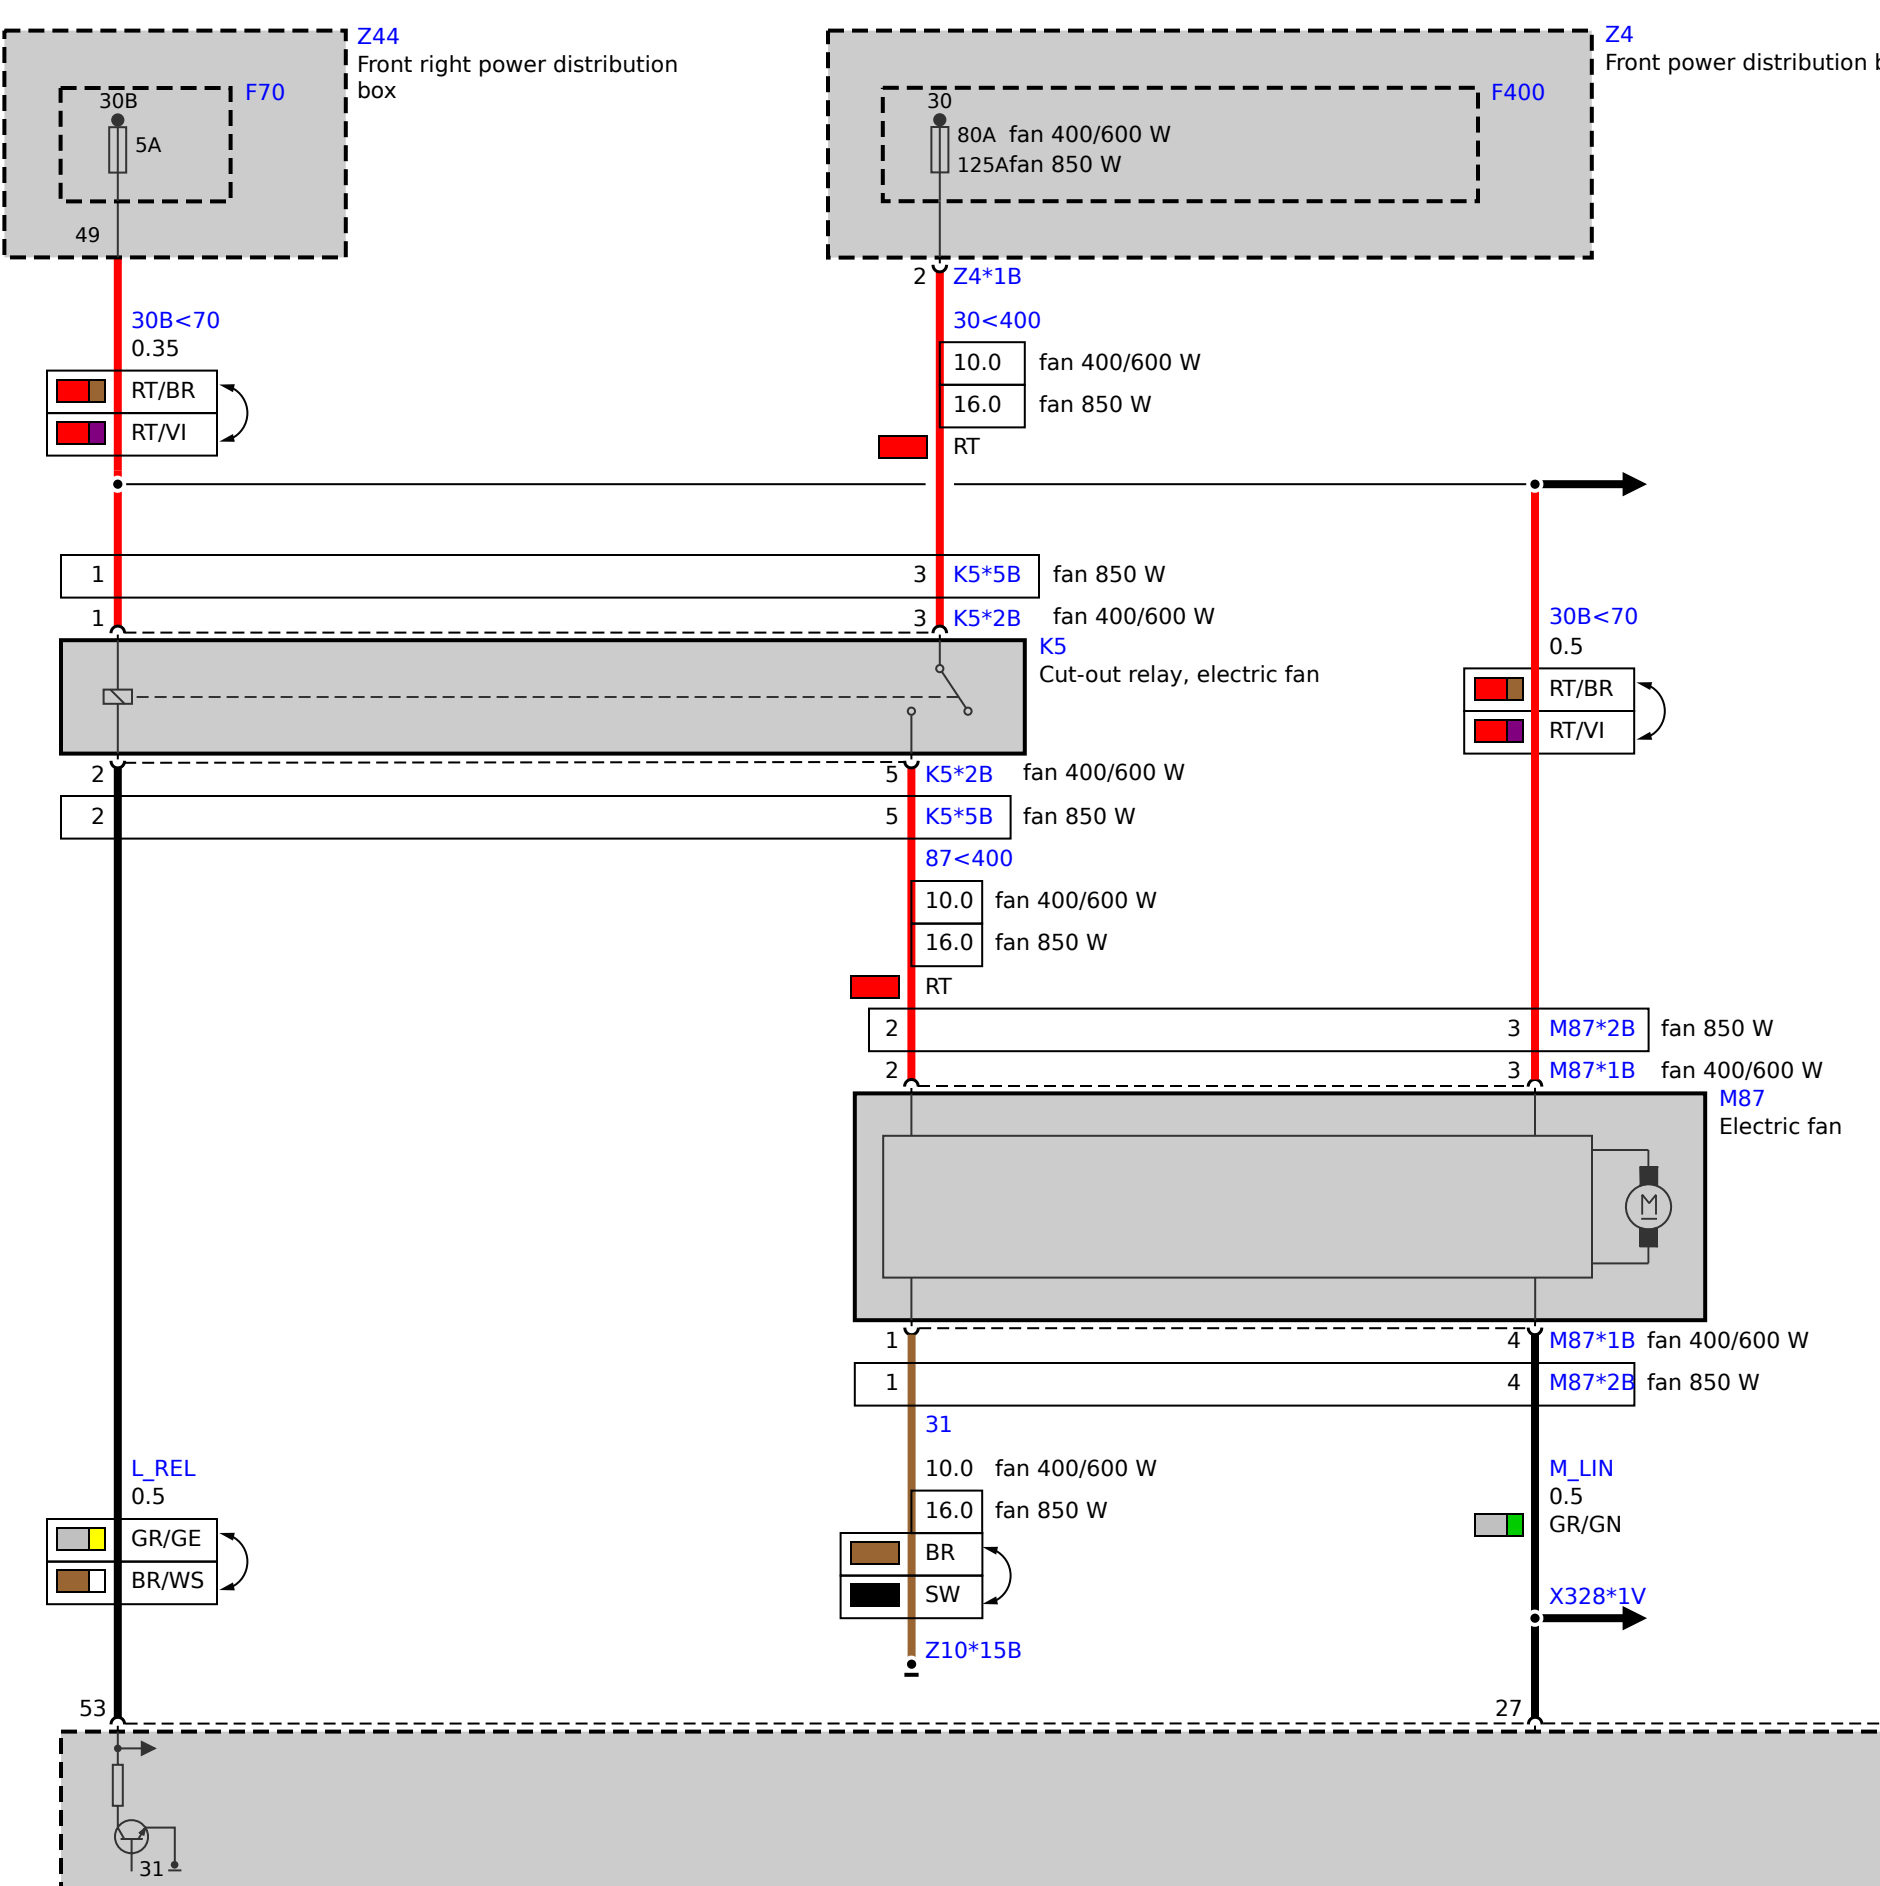 Z44
Front right power distribution
box
Z4
Front power distribution
F70
30B
5A
49
F400
30
80A fan 400/600 W
125A fan 850 W
2 Z4*1B
30B<70
0.35
RT/BR
RT/VI
30<400
10.0 fan 400/600 W
16.0 fan 850 W
RT
1 3 K5*5B fan 850 W
1 3 K5*2B fan 400/600 W
K5
Cut-out relay, electric fan
30B<70
0.5
RT/BR
RT/VI
2 5 K5*2B fan 400/600 W
2 5 K5*5B fan 850 W
87<400
10.0 fan 400/600 W
16.0 fan 850 W
RT
2 3 M87*2B fan 850 W
2 3 M87*1B fan 400/600 W
M87
Electric fan
M
1 4 M87*1B fan 400/600 W
1 4 M87*2B fan 850 W
31
10.0 fan 400/600 W
16.0 fan 850 W
BR
SW
Z10*15B
L_REL
0.5
GR/GE
BR/WS
M_LIN
0.5
GR/GN
X328*1V
53 27
31